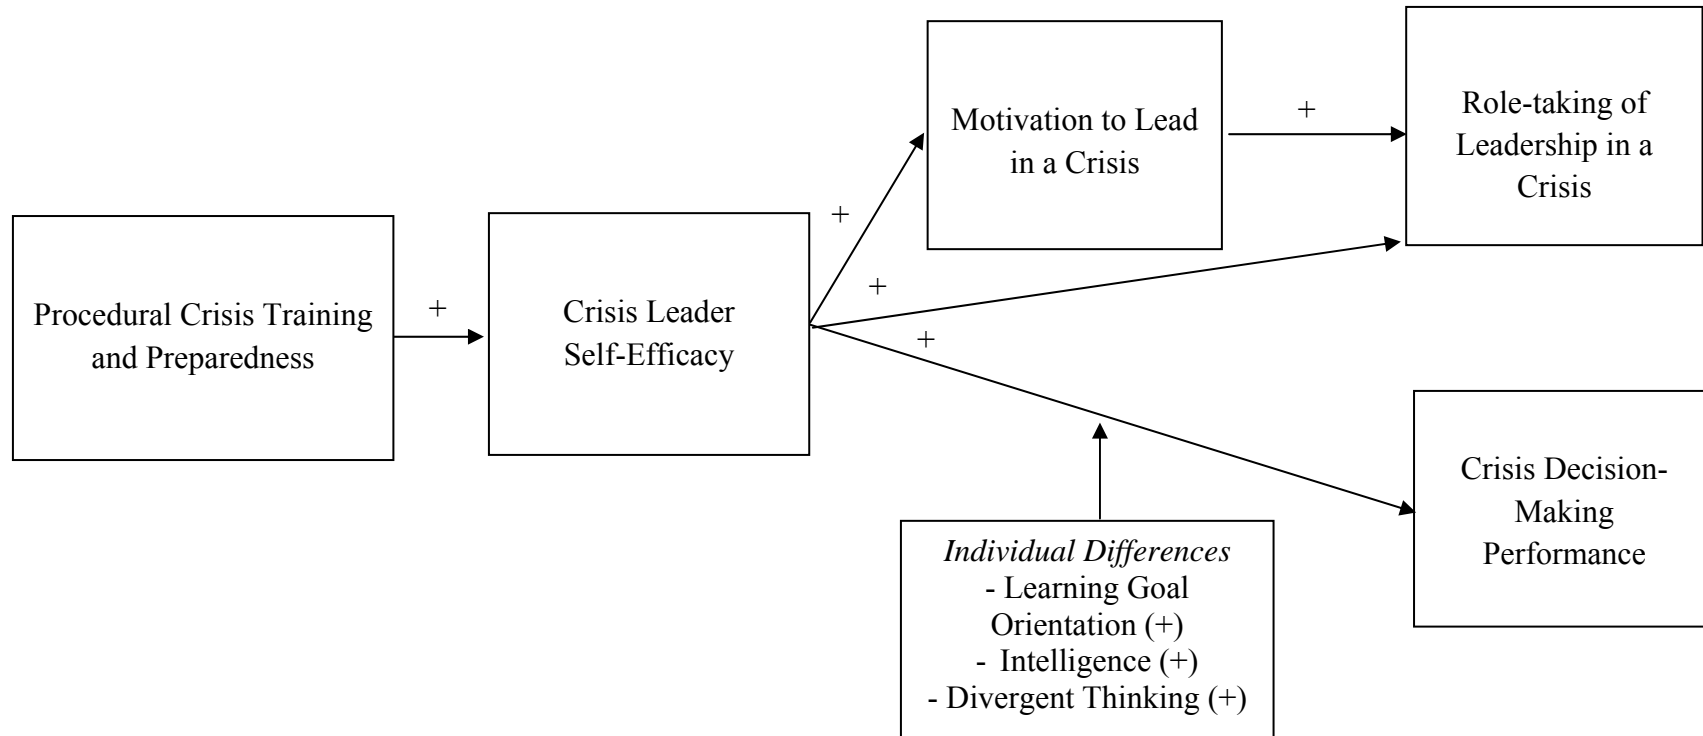 Procedural Crisis Training
and Preparedness
+
Crisis Leader
Self-Efficacy
+
+
+
Motivation to Lead
in a Crisis
+
Role-taking of
Leadership in a
Crisis
Individual Differences
- Learning Goal
Orientation (+)
- Intelligence (+)
- Divergent Thinking (+)
Crisis Decision-
Making
Performance